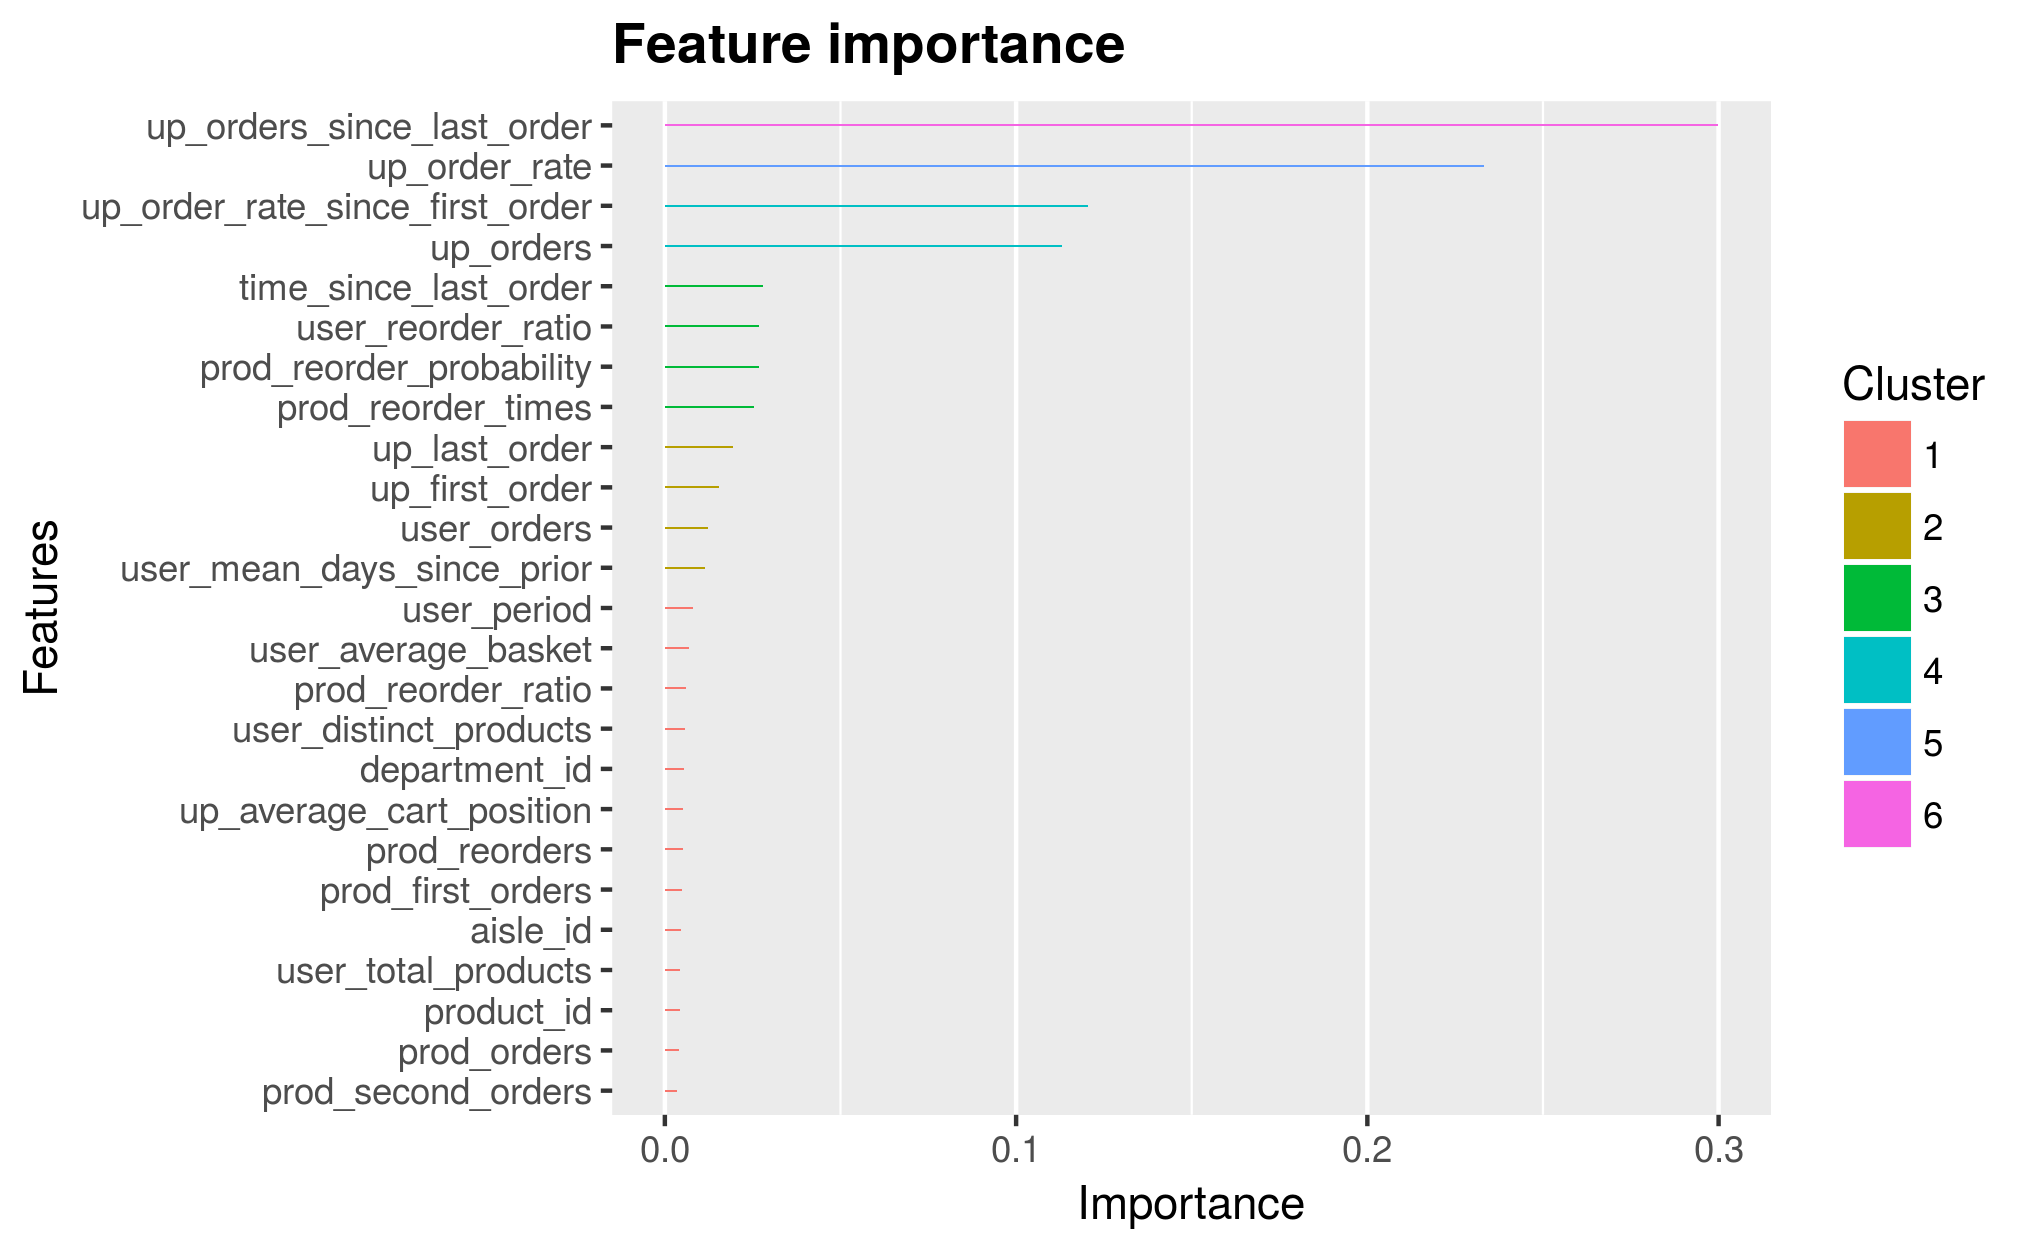 Feature importance
up_orders_since_last_order
up_order_rate
up_order_rate_since_first_order
up_orders
time_since_last_order
user_reorder_ratio
prod_reorder_probability
prod_reorder_times
up_last_order
up_first_order
user_orders
user_mean_days_since_prior
user_period
user_average_basket
prod_reorder_ratio
user_distinct_products
department_id
up_average_cart_position
prod_reorders
prod_first_orders
aisle_id
user_total_products
product_id
prod_orders
prod_second_orders
Features
0.0 0.1 0.2 0.3
Importance
Cluster
1
2
3
4
5
6